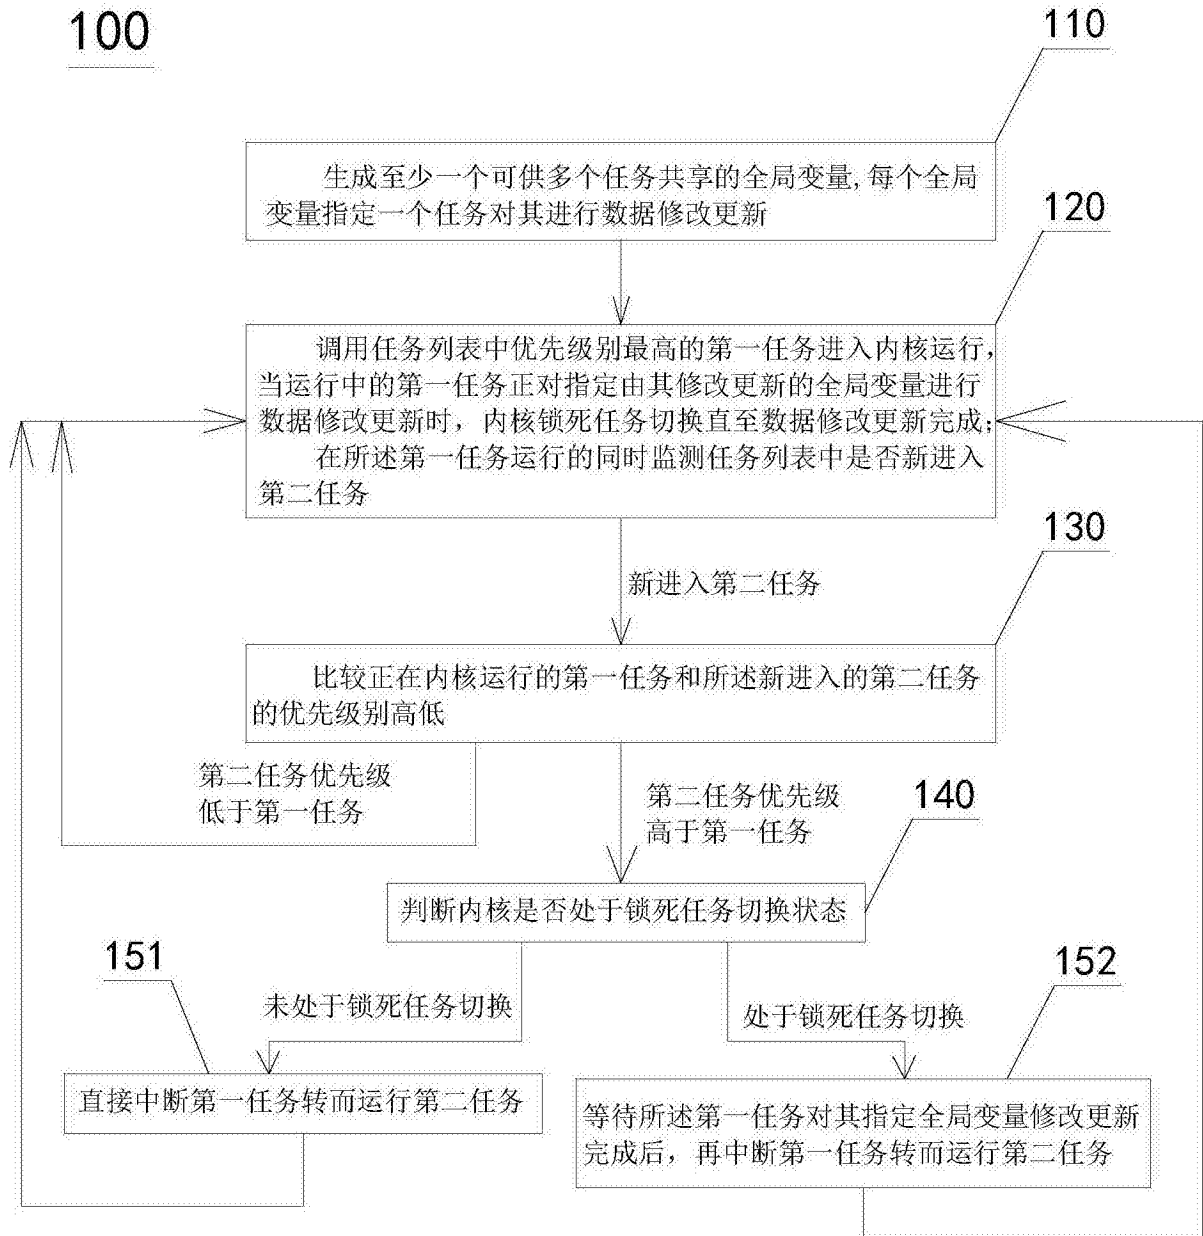 100
110
生成至少一个可供多个任务共享的全局变量,每个全局
变量指定一个任务对其进行数据修改更新
120
调用任务列表中优先级别最高的第一任务进入内核运行，
当运行中的第一任务正对指定由其修改更新的全局变量进行
数据修改更新时，内核锁死任务切换直至数据修改更新完成；
在所述第一任务运行的同时监测任务列表中是否新进入
第二任务
130
新进入第二任务
比较正在内核运行的第一任务和所述新进入的第二任务
的优先级别高低
第二任务优先级
低于第一任务
第二任务优先级
高于第一任务
140
判断内核是否处于锁死任务切换状态
151
未处于锁死任务切换
152
处于锁死任务切换
直接中断第一任务转而运行第二任务
等待所述第一任务对其指定全局变量修改更新
完成后，再中断第一任务转而运行第二任务